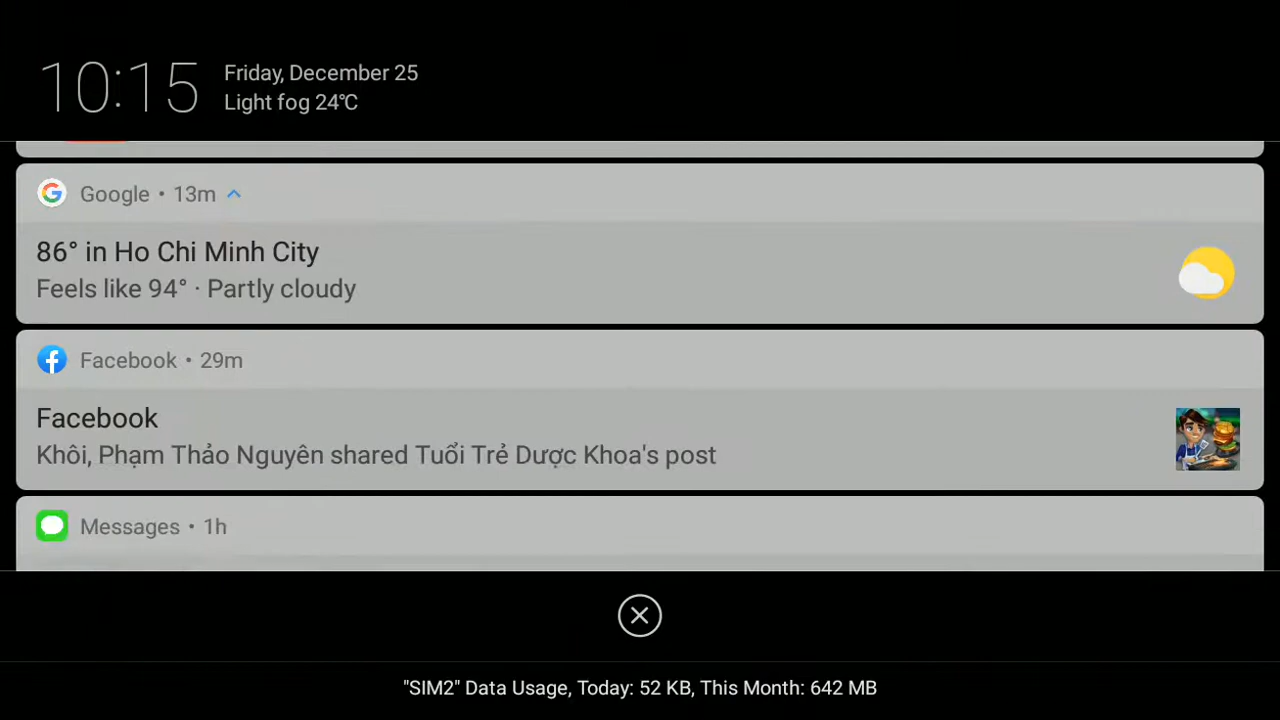 10:15
Friday, December 25
Light fog 24℃
Google • 13m
86° in Ho Chi Minh City
Feels like 94° · Partly cloudy
Facebook • 29m
Facebook
Khôi, Phạm Thảo Nguyên shared Tuổi Trẻ Dược Khoa's post
Messages • 1h
"SIM2" Data Usage, Today: 52 KB, This Month: 642 MB